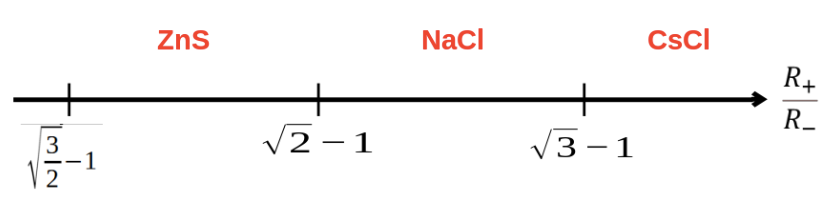 ZnS NaCl CsCl
√(3/2) − 1 √2 − 1 √3 − 1 R₊/R₋